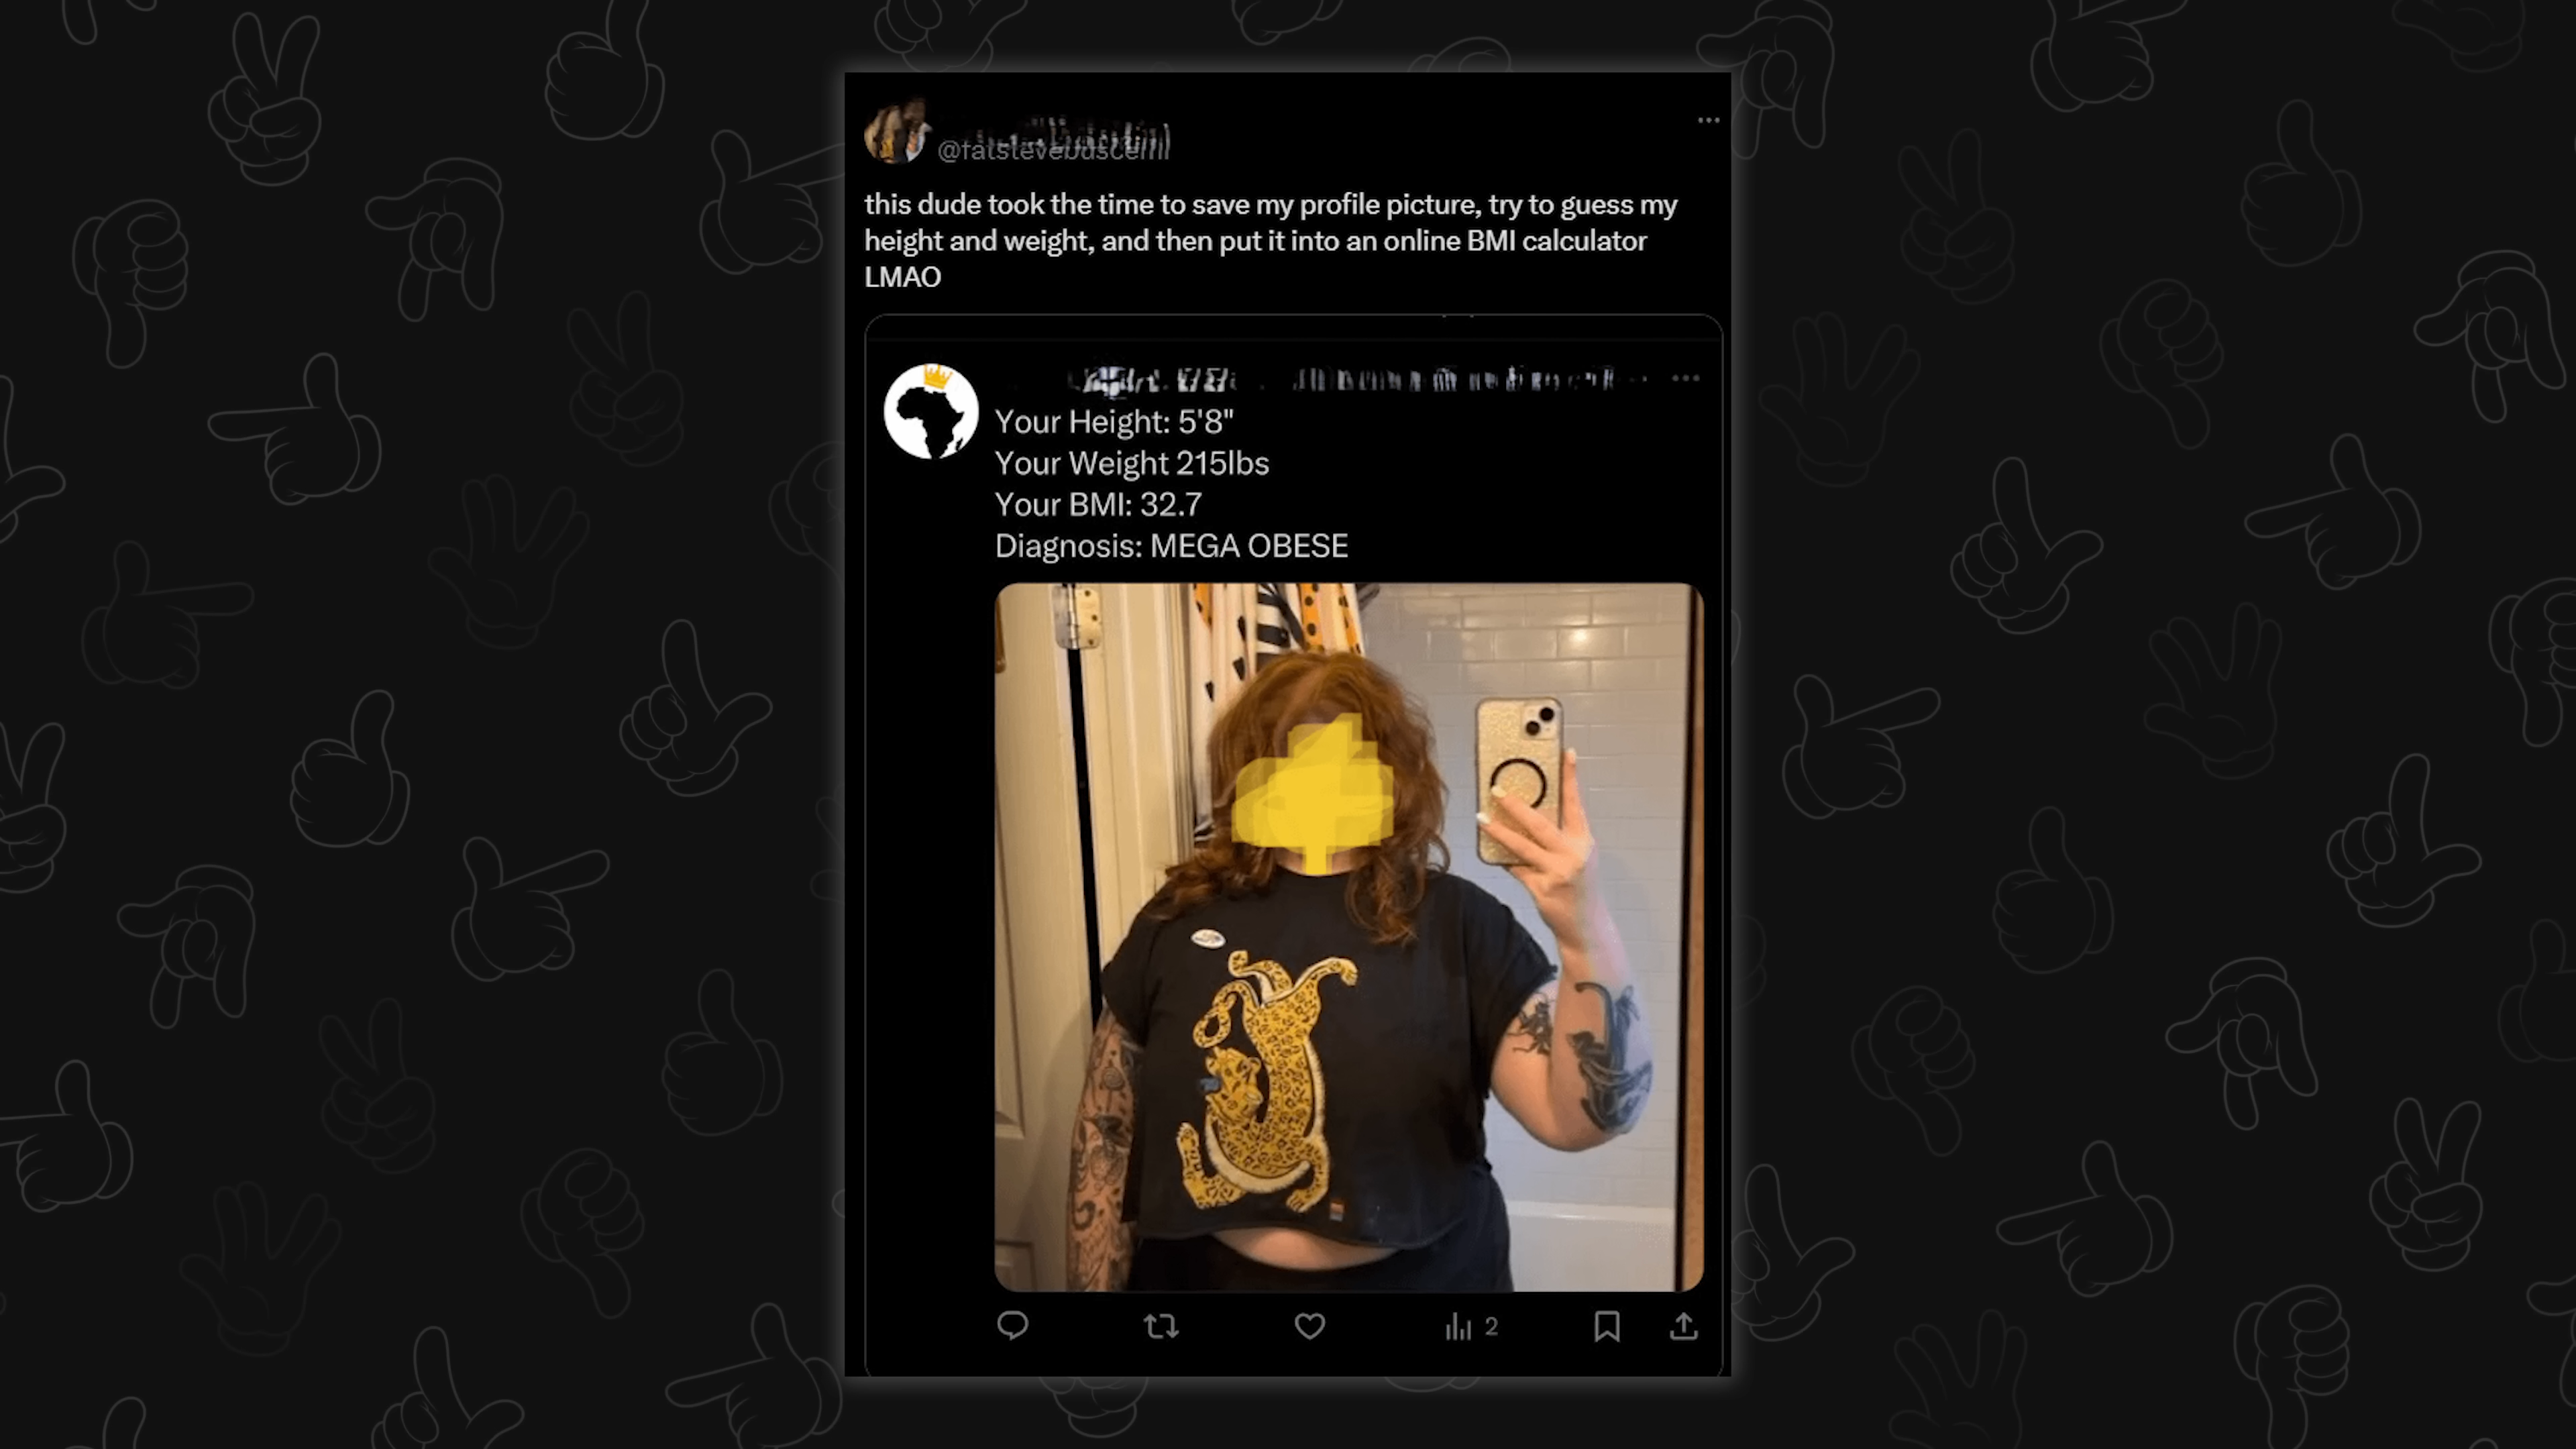 this dude took the time to save my profile picture, try to guess my
height and weight, and then put it into an online BMI calculator
LMAO
Your Height: 5'8"
Your Weight 215lbs
Your BMI: 32.7
Diagnosis: MEGA OBESE
2